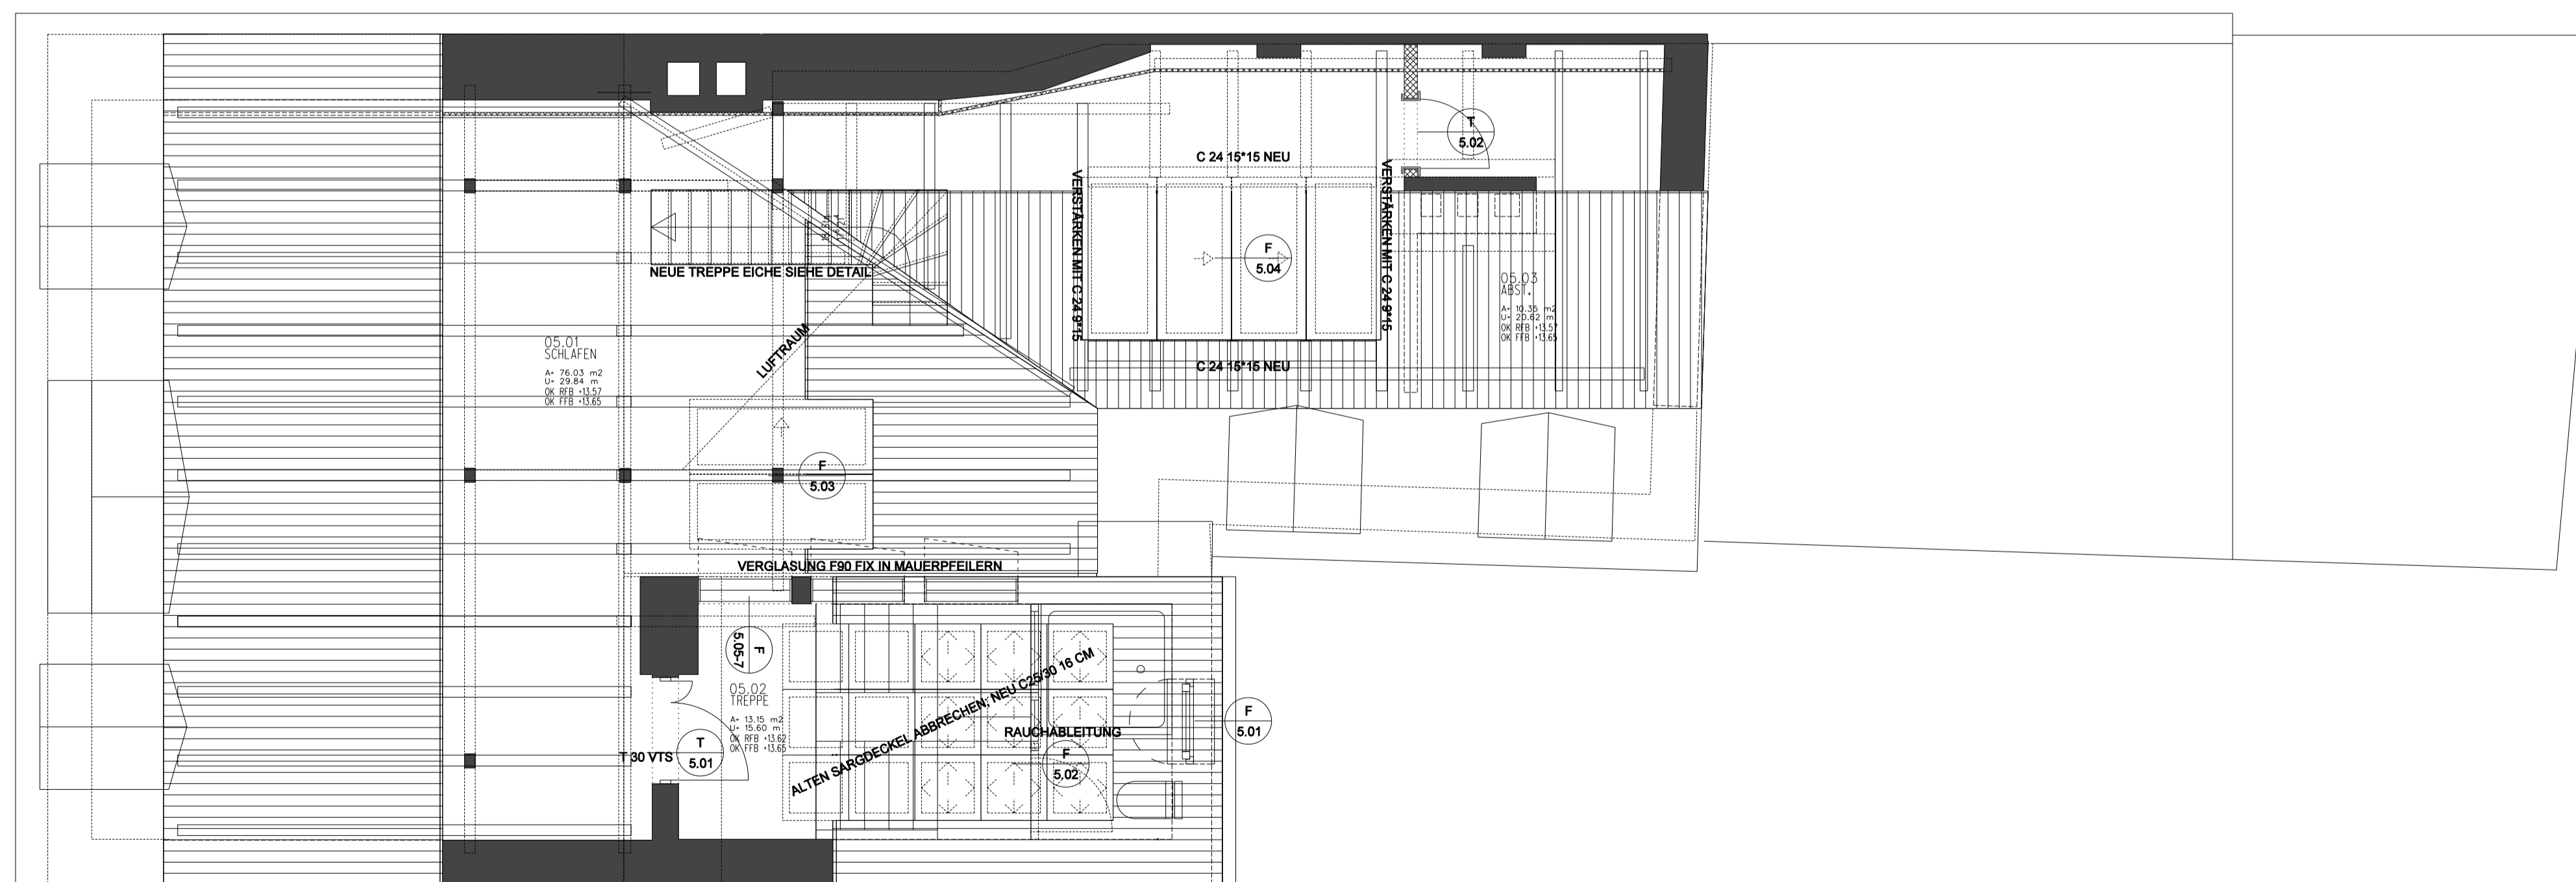 T
5.02
C 24 15*15 NEU
VERSTÄRKEN MIT C 24 9*15
VERSTÄRKEN MIT C 24 9*15
F
5.04
NEUE TREPPE EICHE SIEHE DETAIL
05.03
ABST.
A= 10.35 m2
U= 20.62 m
OK RFB +13.57
OK FFB +13.65
LUFTRAUM
05.01
SCHLAFEN
A= 76.03 m2
U= 29.84 m
OK RFB +13.57
OK FFB +13.65
C 24 15*15 NEU
F
5.03
VERGLASUNG F90 FIX IN MAUERPFEILERN
F
5.05-7
05.02
TREPPE
A= 13.15 m2
U= 15.60 m
OK RFB +13.62
OK FFB +13.65
ALTEN SARGDECKEL ABBRECHEN; NEU C25/30 16 CM
RAUCHABLEITUNG
F
5.01
T 30 VTS
T
5.01
F
5.02